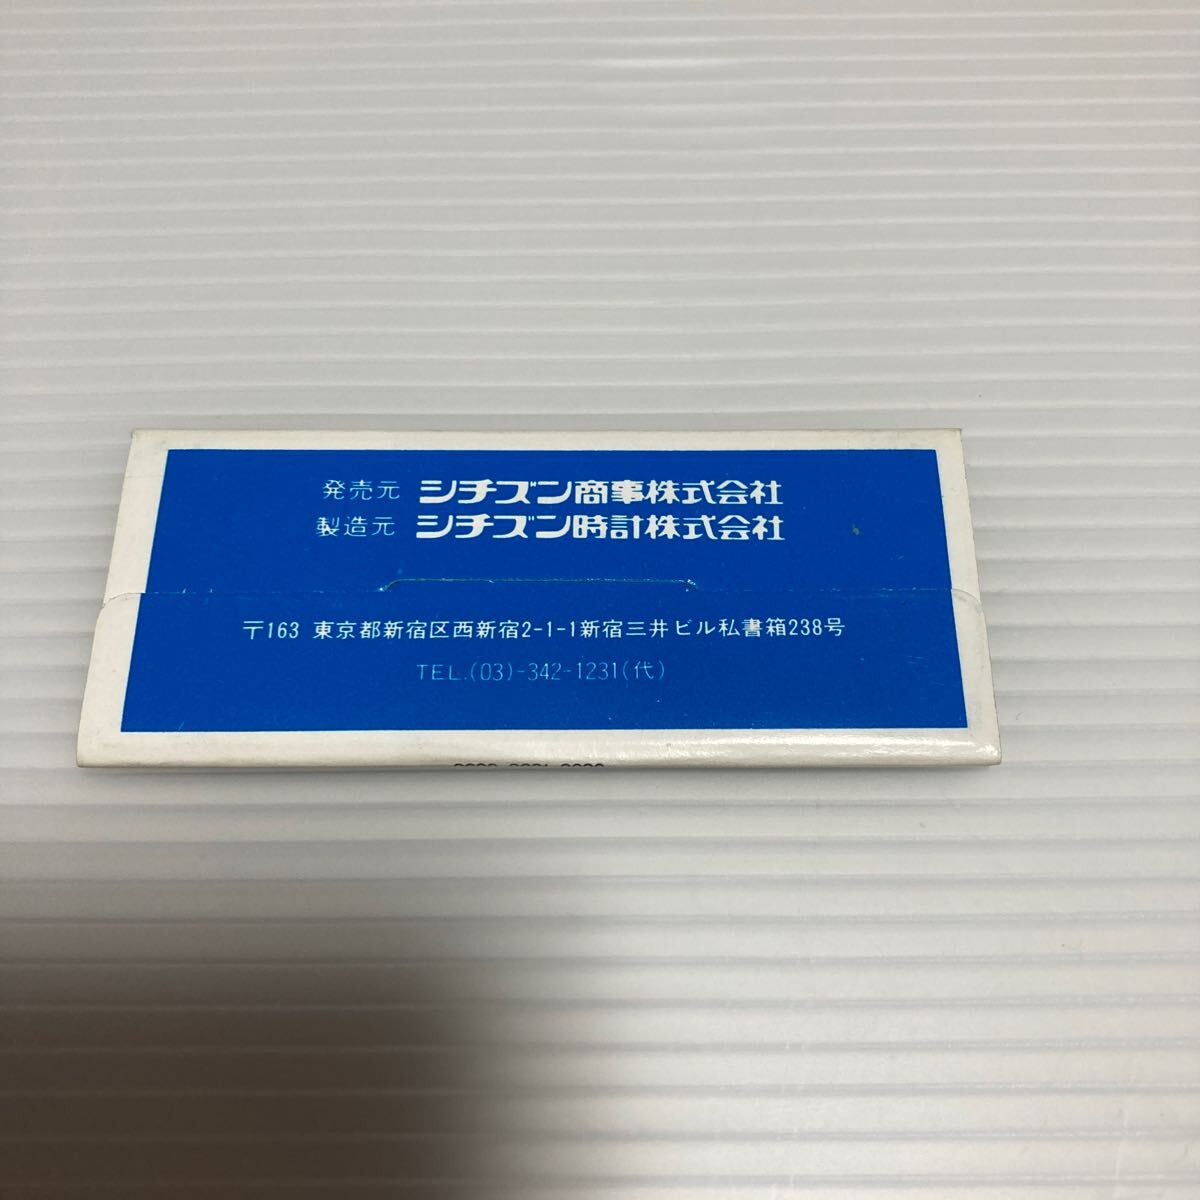 発売元 シチズン商事株式会社
製造元 シチズン時計株式会社
〒163 東京都新宿区西新宿2-1-1新宿三井ビル私書箱238号
TEL.(03)-342-1231(代)